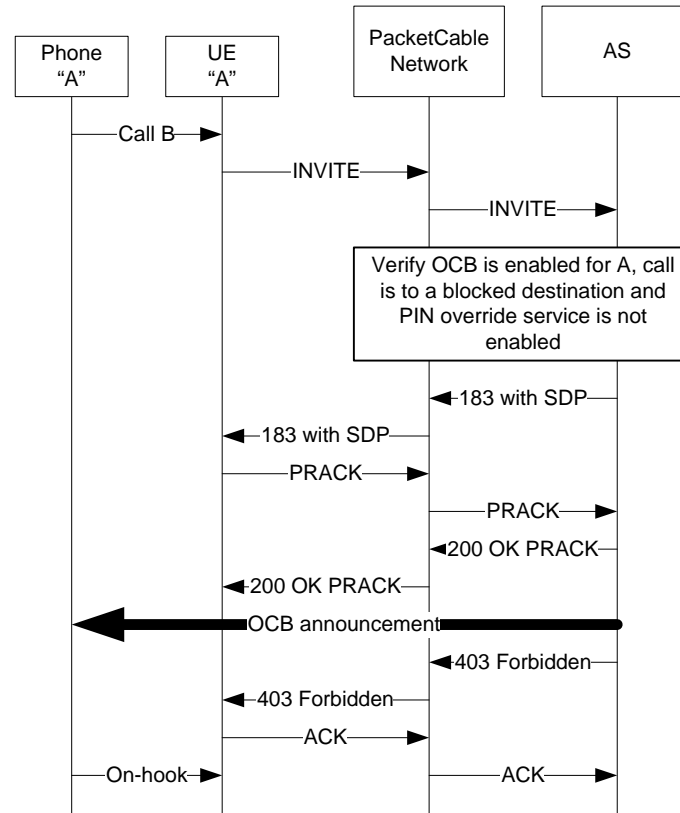 Phone
“A”
UE
“A”
PacketCable
Network
AS
Call B
INVITE
INVITE
Verify OCB is enabled for A, call
is to a blocked destination and
PIN override service is not
enabled
183 with SDP
183 with SDP
PRACK
PRACK
200 OK PRACK
200 OK PRACK
OCB announcement
403 Forbidden
403 Forbidden
ACK
On-hook
ACK